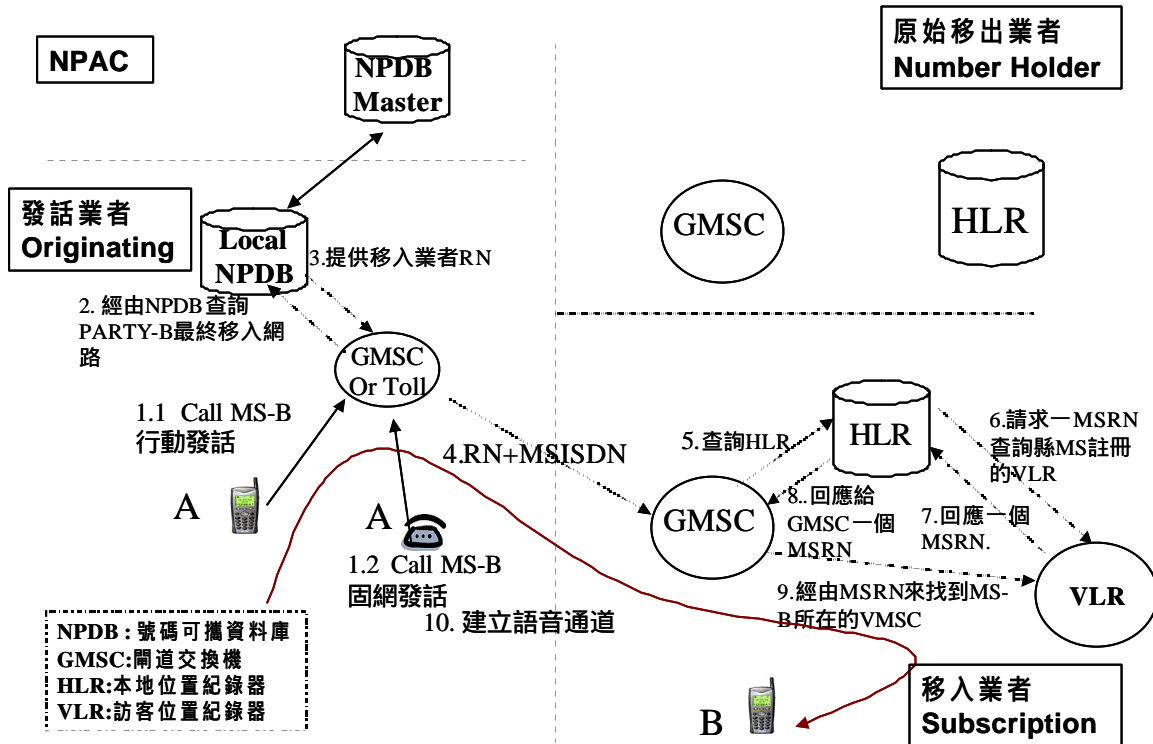 NPAC
NPDB
Master
原始移出業者
Number Holder
發話業者
Originating
Local
NPDB
3.提供移入業者RN
GMSC
HLR
2. 經由NPDB查詢
PARTY-B最終移入網
路
GMSC
Or Toll
1.1 Call MS-B
行動發話
A
A
1.2 Call MS-B
固網發話
4.RN+MSISDN
5.查詢HLR
HLR
6.請求一MSRN
查詢縣MS註冊
的VLR
GMSC
8..回應給
GMSC一個
MSRN
7.回應一個
MSRN.
9.經由MSRN來找到MS-
B所在的VMSC
VLR
10. 建立語音通道
NPDB : 號碼可攜資料庫
GMSC:閘道交換機
HLR:本地位置紀錄器
VLR:訪客位置紀錄器
B
移入業者
Subscription